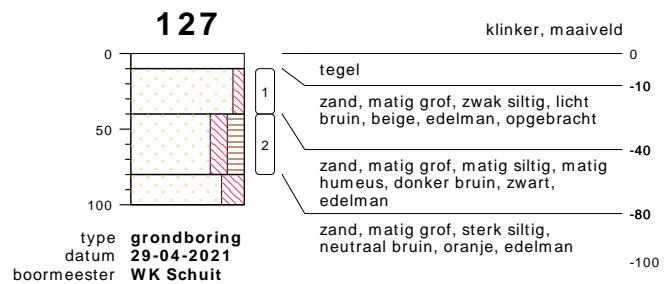 127
klinker, maaiveld
0
0
tegel
-10
1
zand, matig grof, zwak siltig, licht
bruin, beige, edelman, opgebracht
50
-40
2
zand, matig grof, matig siltig, matig
humeus, donker bruin, zwart,
edelman
-80
100
zand, matig grof, sterk siltig,
neutraal bruin, oranje, edelman
-100
type grondboring
datum 29-04-2021
boormeester WK Schuit